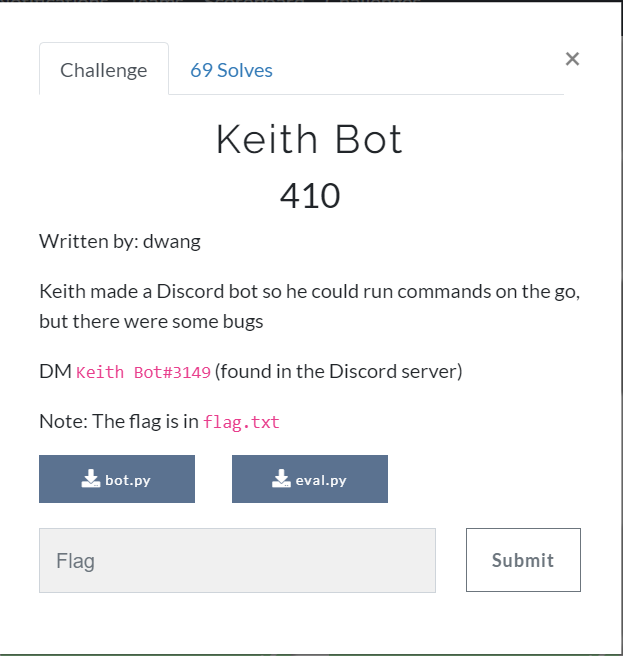 Challenge
69 Solves
×
Keith Bot
410
Written by: dwang
Keith made a Discord bot so he could run commands on the go,
but there were some bugs
DM Keith Bot#3149 (found in the Discord server)
Note: The flag is in flag.txt
bot.py
eval.py
Flag
Submit